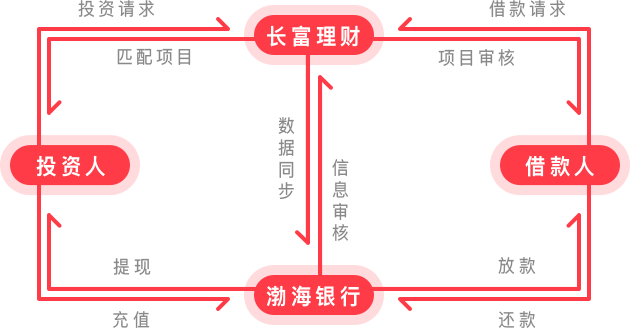 投资请求
借款请求
长富理财
匹配项目
项目审核
数据同步
信息审核
投资人
借款人
提现
放款
渤海银行
充值
还款